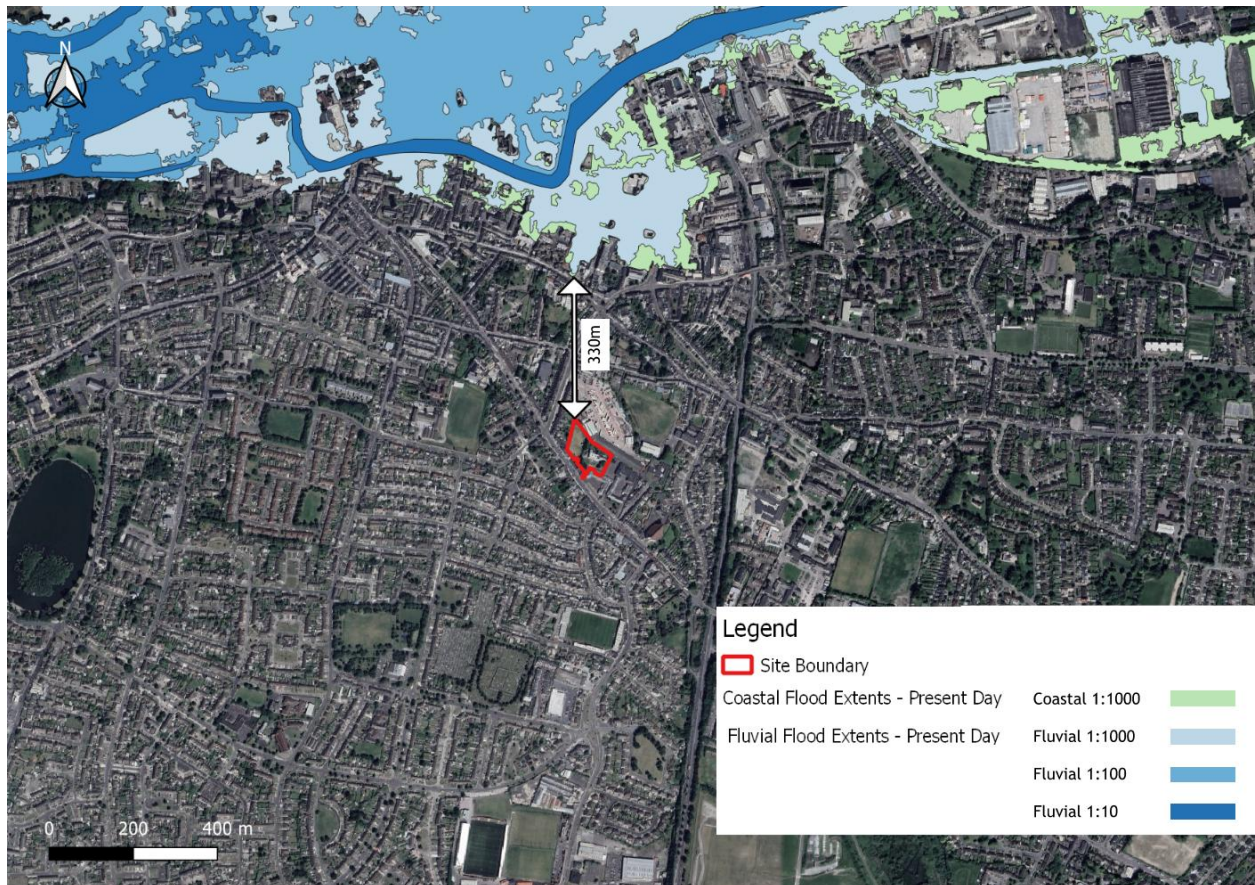 N
330m
Legend
Site Boundary
Coastal Flood Extents - Present Day Coastal 1:1000
Fluvial Flood Extents - Present Day Fluvial 1:1000
Fluvial 1:100
Fluvial 1:10
0 200 400 m